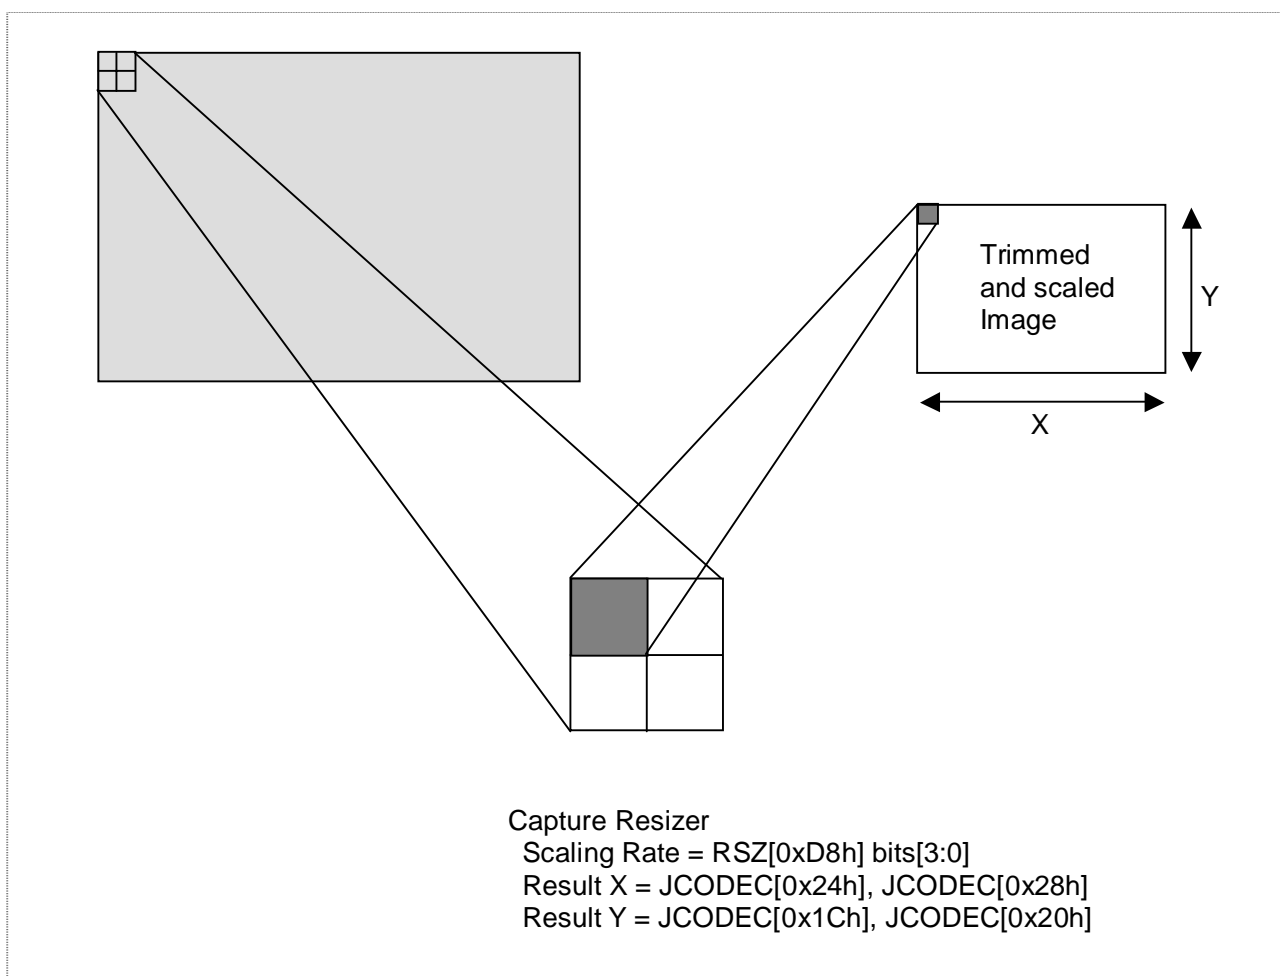 Trimmed
and scaled
Image
Y
X
Capture Resizer
Scaling Rate = RSZ[0xD8h] bits[3:0]
Result X = JCODEC[0x24h], JCODEC[0x28h]
Result Y = JCODEC[0x1Ch], JCODEC[0x20h]